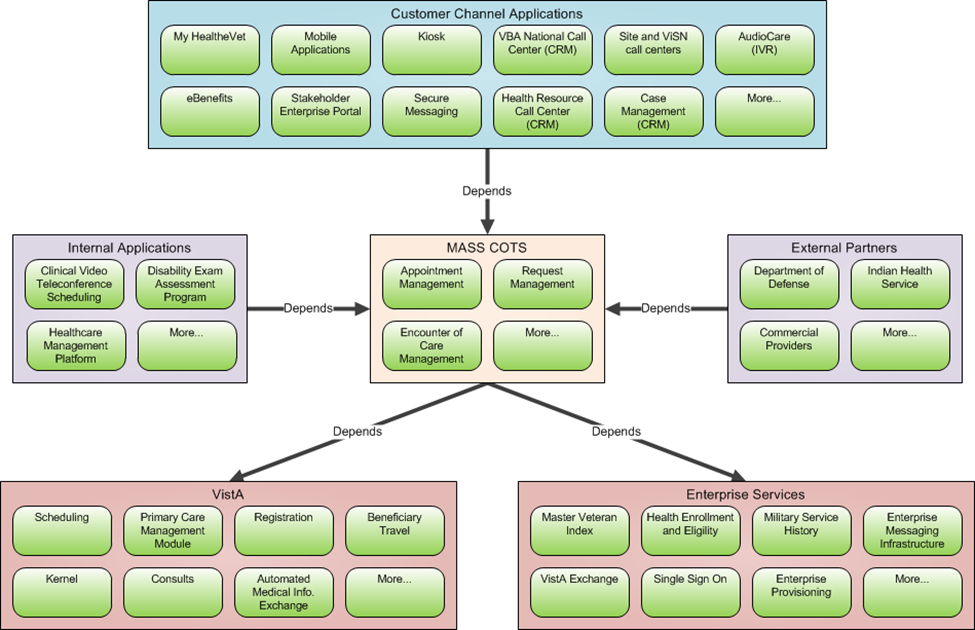 Customer Channel Applications
My HealtheVet
Mobile
Applications
Kiosk
VBA National Call
Center (CRM)
Site and ViSN
call centers
AudioCare
(IVR)
eBenefits
Stakeholder
Enterprise Portal
Secure
Messaging
Health Resource
Call Center
(CRM)
Case
Management
(CRM)
More...
Depends
Internal Applications
Clinical Video
Teleconference
Scheduling
Disability Exam
Assessment
Program
Healthcare
Management
Platform
More...
Depends
MASS COTS
Appointment
Management
Request
Management
Encounter of
Care
Management
More...
Depends
External Partners
Department of
Defense
Indian Health
Service
Commercial
Providers
More...
Depends
Depends
VistA
Scheduling
Primary Care
Management
Module
Registration
Beneficiary
Travel
Kernel
Consults
Automated
Medical Info.
Exchange
More...
Enterprise Services
Master Veteran
Index
Health Enrollment
and Eligility
Military Service
History
Enterprise
Messaging
Infrastructure
VistA Exchange
Single Sign On
Enterprise
Provisioning
More...